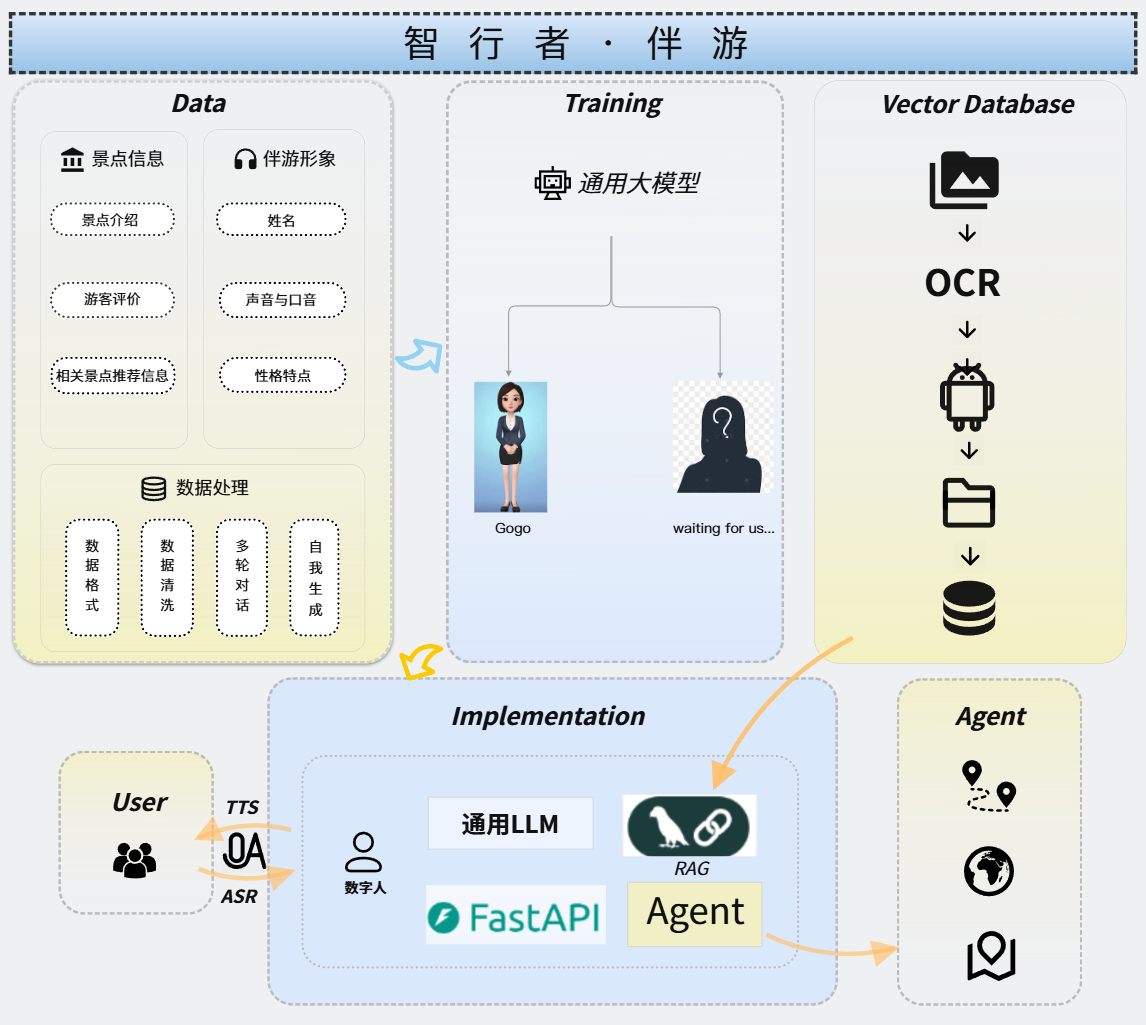 智行者·伴游
Data
景点信息
景点介绍
游客评价
相关景点推荐信息
伴游形象
姓名
声音与口音
性格特点
数据处理
数据格式
数据清洗
多轮对话
自我生成
Training
通用大模型
Gogo
waiting for us...
Vector Database
OCR
Implementation
通用LLM
RAG
FastAPI
Agent
数字人
User
TTS
OA
ASR
Agent